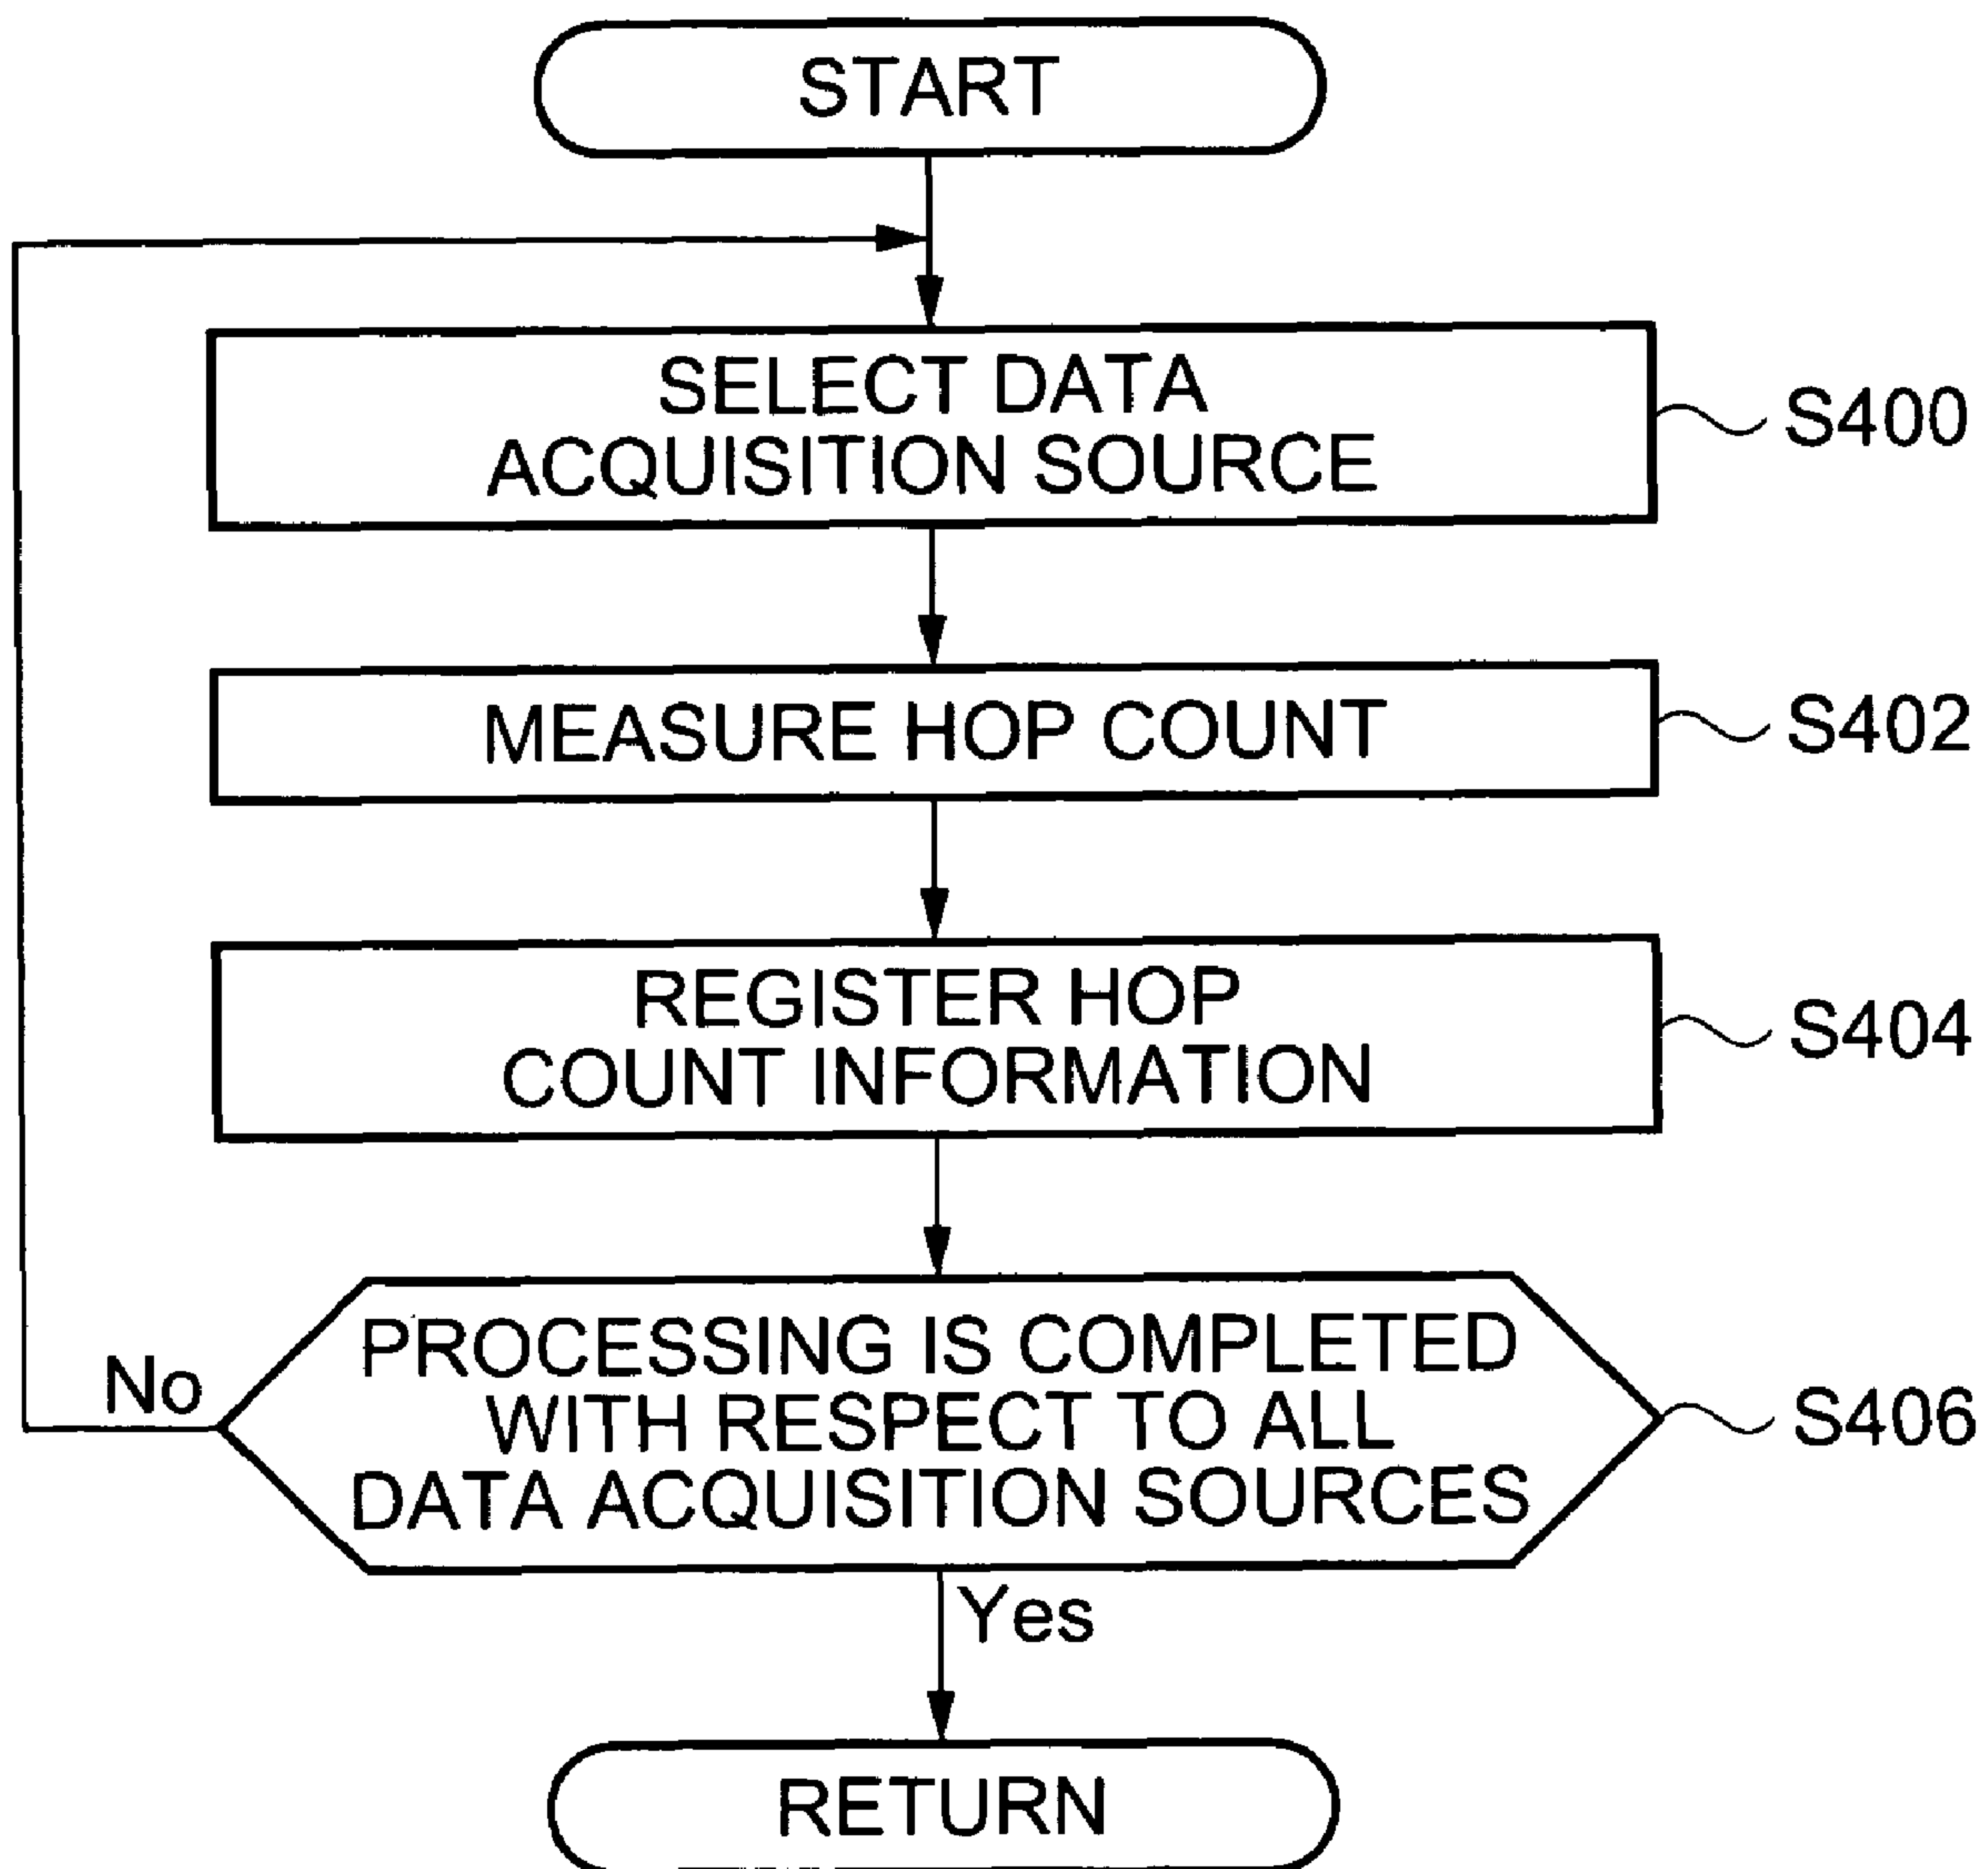 START
SELECT DATA
ACQUISITION SOURCE
S400
MEASURE HOP COUNT
S402
REGISTER HOP
COUNT INFORMATION
S404
PROCESSING IS COMPLETED
WITH RESPECT TO ALL
DATA ACQUISITION SOURCES
S406
No
Yes
RETURN